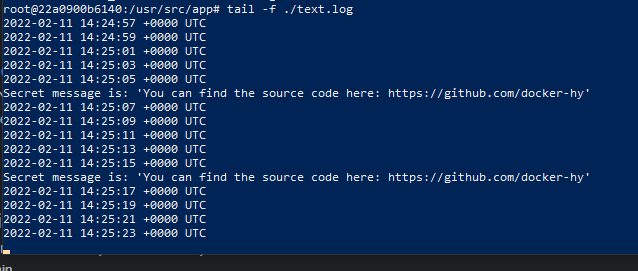 root@22a0900b6140:/usr/src/app# tail -f ./text.log
2022-02-11 14:24:57 +0000 UTC
2022-02-11 14:24:59 +0000 UTC
2022-02-11 14:25:01 +0000 UTC
2022-02-11 14:25:03 +0000 UTC
2022-02-11 14:25:05 +0000 UTC
Secret message is: 'You can find the source code here: https://github.com/docker-hy'
2022-02-11 14:25:07 +0000 UTC
2022-02-11 14:25:09 +0000 UTC
2022-02-11 14:25:11 +0000 UTC
2022-02-11 14:25:13 +0000 UTC
2022-02-11 14:25:15 +0000 UTC
Secret message is: 'You can find the source code here: https://github.com/docker-hy'
2022-02-11 14:25:17 +0000 UTC
2022-02-11 14:25:19 +0000 UTC
2022-02-11 14:25:21 +0000 UTC
2022-02-11 14:25:23 +0000 UTC